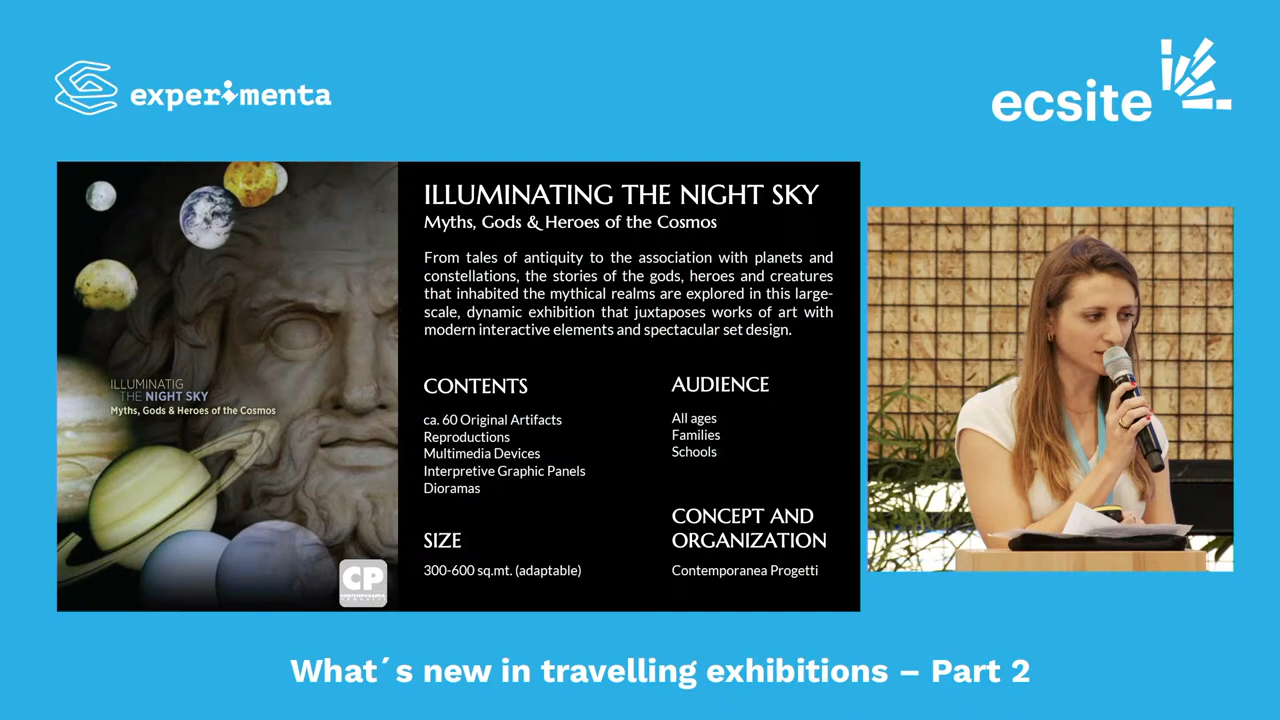 experimenta
ecsite
ILLUMINATIG
THE NIGHT SKY
Myths, Gods & Heroes of the Cosmos
CP
ILLUMINATING THE NIGHT SKY
Myths, Gods & Heroes of the Cosmos
From tales of antiquity to the association with planets and
constellations, the stories of the gods, heroes and creatures
that inhabited the mythical realms are explored in this large-
scale, dynamic exhibition that juxtaposes works of art with
modern interactive elements and spectacular set design.
CONTENTS
ca. 60 Original Artifacts
Reproductions
Multimedia Devices
Interpretive Graphic Panels
Dioramas
SIZE
300-600 sq.mt. (adaptable)
AUDIENCE
All ages
Families
Schools
CONCEPT AND
ORGANIZATION
Contemporanea Progetti
What´s new in travelling exhibitions – Part 2